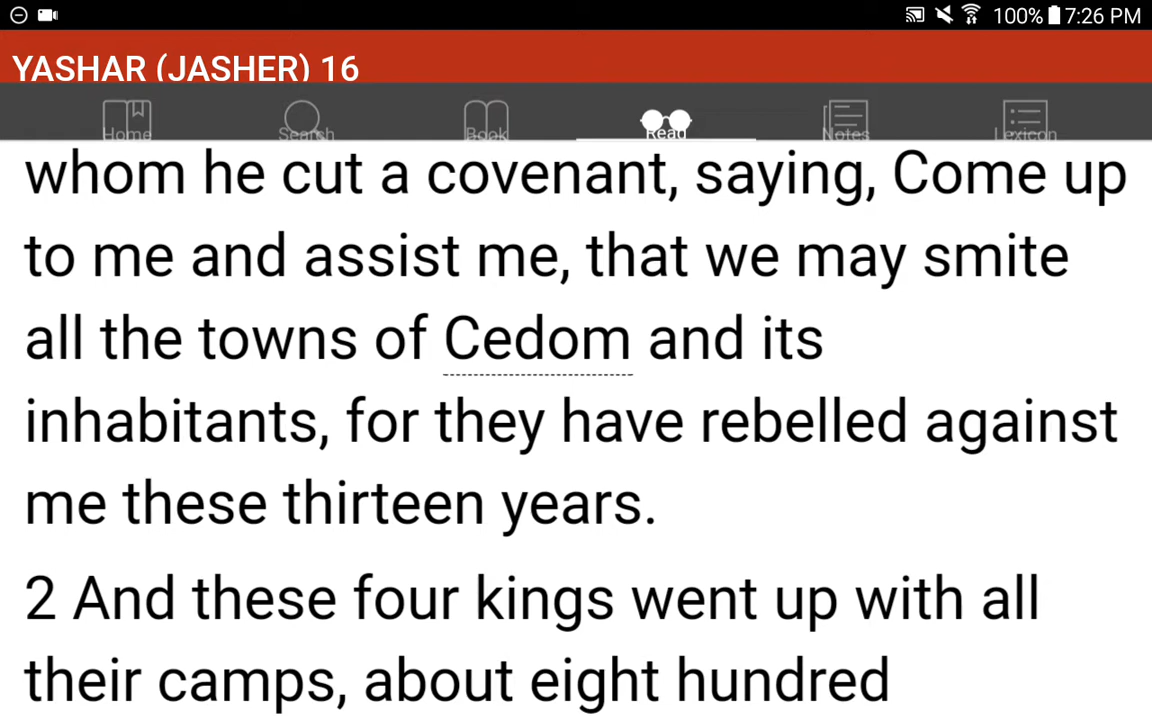 100% 7:26 PM
YASHAR (JASHER) 16
Home Search Book Read Notes Lexicon
whom he cut a covenant, saying, Come up
to me and assist me, that we may smite
all the towns of Cedom and its
inhabitants, for they have rebelled against
me these thirteen years.
2 And these four kings went up with all
their camps, about eight hundred